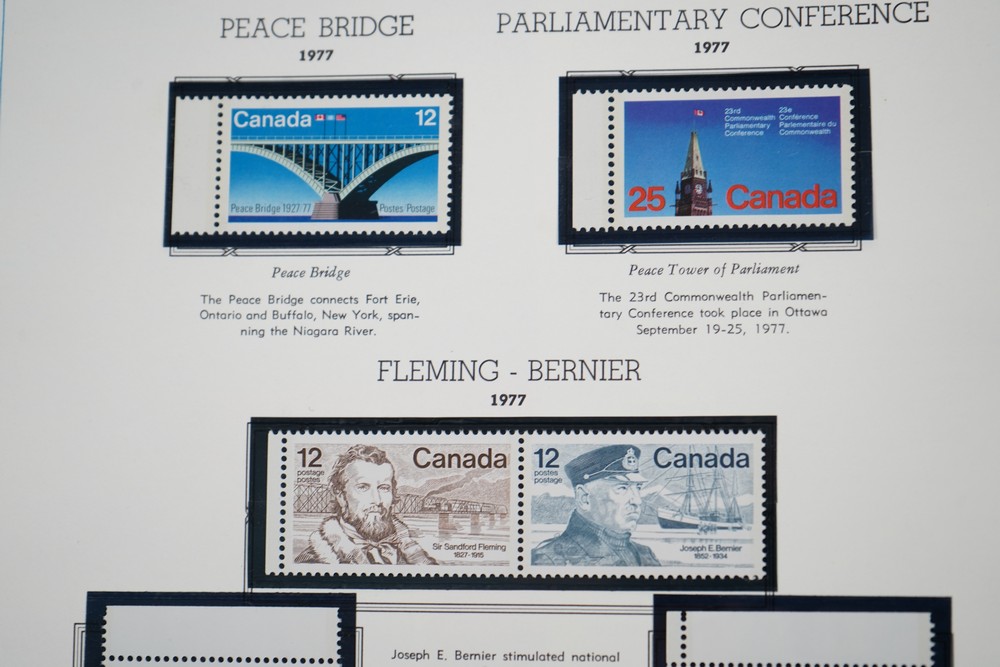 PEACE BRIDGE
1977
Canada 12
Peace Bridge 1927-77 Postes Postage
Peace Bridge
The Peace Bridge connects Fort Erie,
Ontario and Buffalo, New York, span-
ning the Niagara River.
PARLIAMENTARY CONFERENCE
1977
23rd
Commonwealth
Parliamentary
Conference
23e
Conférence
Parlementaire du
Commonwealth
25 Canada
Peace Tower of Parliament
The 23rd Commonwealth Parliamen-
tary Conference took place in Ottawa
September 19-25, 1977.
FLEMING - BERNIER
1977
12 Canada
postage
postes
Sir Sandford Fleming
1827-1915
12 Canada
postes
postage
Joseph E. Bernier
1852-1934
Joseph E. Bernier stimulated national